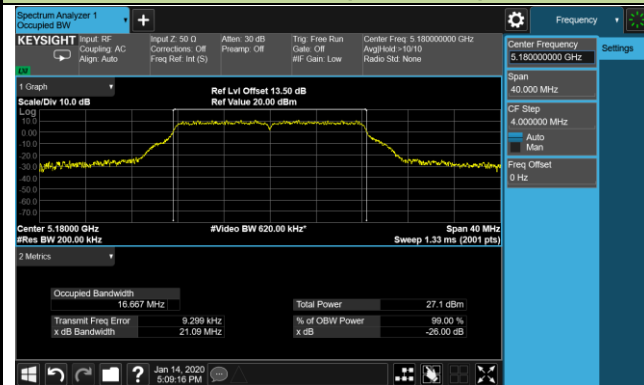 Spectrum Analyzer 1
Occupied BW
Frequency
KEYSIGHT
Input: RF
Coupling: AC
Align: Auto
Input Z: 50 Ω
Corrections: Off
Freq Ref: Int (S)
Atten: 30 dB
Preamp: Off
Trig: Free Run
Gate: Off
#IF Gain: Low
Center Freq: 5.180000000 GHz
Avg|Hold:>10/10
Radio Std: None
Center Frequency
5.180000000 GHz
Settings
Span
40.000 MHz
CF Step
4.000000 MHz
Auto
Man
Freq Offset
0 Hz
1 Graph
Scale/Div 10.0 dB
Ref Lvl Offset 13.50 dB
Ref Value 20.00 dBm
Log
10.0
0.00
-10.0
-20.0
-30.0
-40.0
-50.0
-60.0
-70.0
Center 5.18000 GHz
#Video BW 620.00 kHz*
Span 40 MHz
#Res BW 200.00 kHz
Sweep 1.33 ms (2001 pts)
2 Metrics
Occupied Bandwidth
16.667 MHz
Total Power 27.1 dBm
Transmit Freq Error 9.299 kHz
% of OBW Power 99.00 %
x dB Bandwidth 21.09 MHz
x dB -26.00 dB
Jan 14, 2020
5:09:16 PM